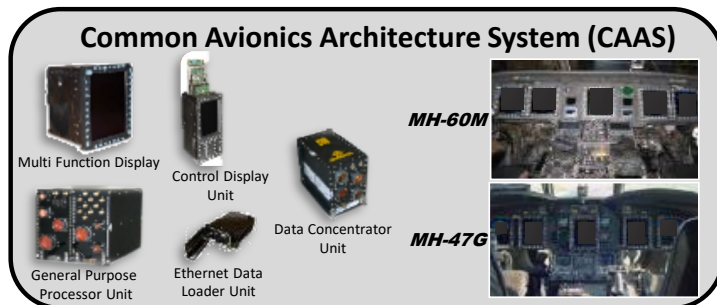 Common Avionics Architecture System (CAAS)
Multi Function Display
Control Display
Unit
Data Concentrator
Unit
General Purpose
Processor Unit
Ethernet Data
Loader Unit
MH-60M
MH-47G